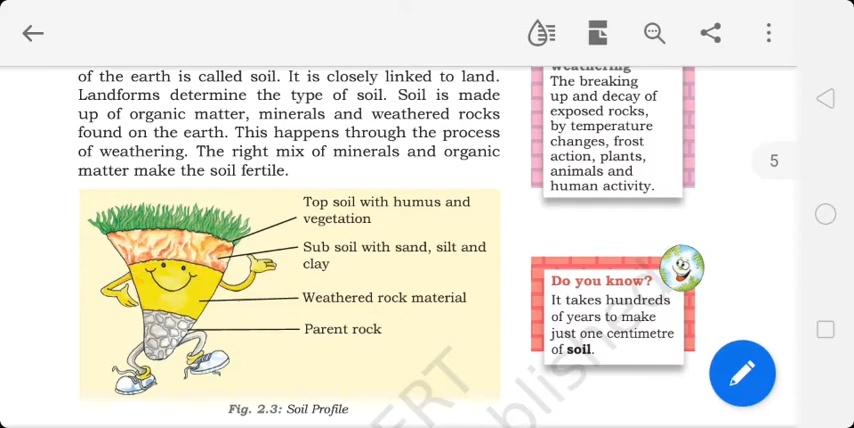 of the earth is called soil. It is closely linked to land.
Landforms determine the type of soil. Soil is made
up of organic matter, minerals and weathered rocks
found on the earth. This happens through the process
of weathering. The right mix of minerals and organic
matter make the soil fertile.
Top soil with humus and
vegetation
Sub soil with sand, silt and
clay
Weathered rock material
Parent rock
Fig. 2.3: Soil Profile
weathering
The breaking
up and decay of
exposed rocks,
by temperature
changes, frost
action, plants,
animals and
human activity.
5
Do you know?
It takes hundreds
of years to make
just one centimetre
of soil.